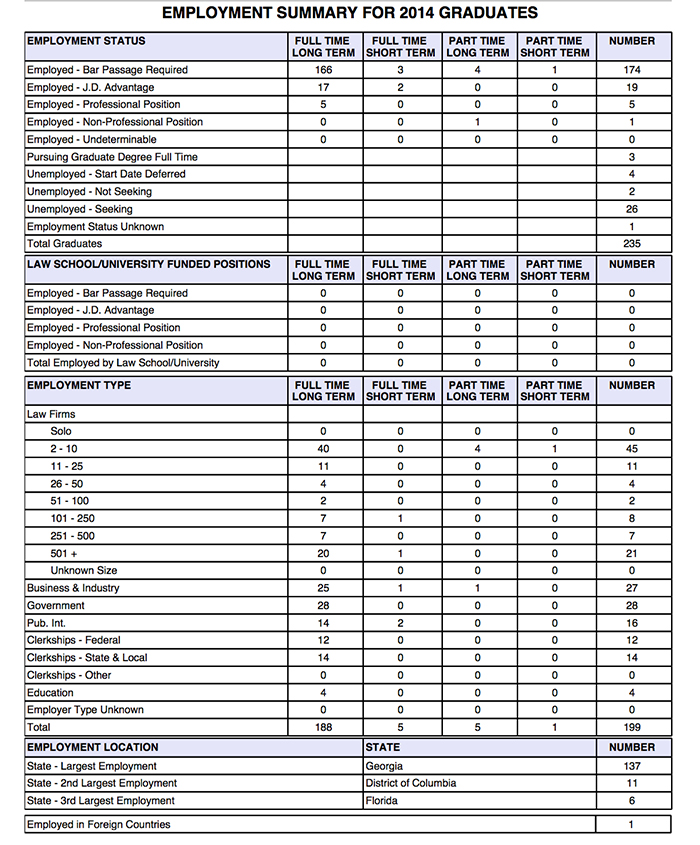 EMPLOYMENT SUMMARY FOR 2014 GRADUATES
EMPLOYMENT STATUS FULL TIME LONG TERM FULL TIME SHORT TERM PART TIME LONG TERM PART TIME SHORT TERM NUMBER
Employed - Bar Passage Required 166 3 4 1 174
Employed - J.D. Advantage 17 2 0 0 19
Employed - Professional Position 5 0 0 0 5
Employed - Non-Professional Position 0 0 1 0 1
Employed - Undeterminable 0 0 0 0 0
Pursuing Graduate Degree Full Time 3
Unemployed - Start Date Deferred 4
Unemployed - Not Seeking 2
Unemployed - Seeking 26
Employment Status Unknown 1
Total Graduates 235
LAW SCHOOL/UNIVERSITY FUNDED POSITIONS FULL TIME LONG TERM FULL TIME SHORT TERM PART TIME LONG TERM PART TIME SHORT TERM NUMBER
Employed - Bar Passage Required 0 0 0 0 0
Employed - J.D. Advantage 0 0 0 0 0
Employed - Professional Position 0 0 0 0 0
Employed - Non-Professional Position 0 0 0 0 0
Total Employed by Law School/University 0 0 0 0 0
EMPLOYMENT TYPE FULL TIME LONG TERM FULL TIME SHORT TERM PART TIME LONG TERM PART TIME SHORT TERM NUMBER
Law Firms
Solo 0 0 0 0 0
2 - 10 40 0 4 1 45
11 - 25 11 0 0 0 11
26 - 50 4 0 0 0 4
51 - 100 2 0 0 0 2
101 - 250 7 1 0 0 8
251 - 500 7 0 0 0 7
501 + 20 1 0 0 21
Unknown Size 0 0 0 0 0
Business & Industry 25 1 1 0 27
Government 28 0 0 0 28
Pub. Int. 14 2 0 0 16
Clerkships - Federal 12 0 0 0 12
Clerkships - State & Local 14 0 0 0 14
Clerkships - Other 0 0 0 0 0
Education 4 0 0 0 4
Employer Type Unknown 0 0 0 0 0
Total 188 5 5 1 199
EMPLOYMENT LOCATION STATE NUMBER
State - Largest Employment Georgia 137
State - 2nd Largest Employment District of Columbia 11
State - 3rd Largest Employment Florida 6
Employed in Foreign Countries 1